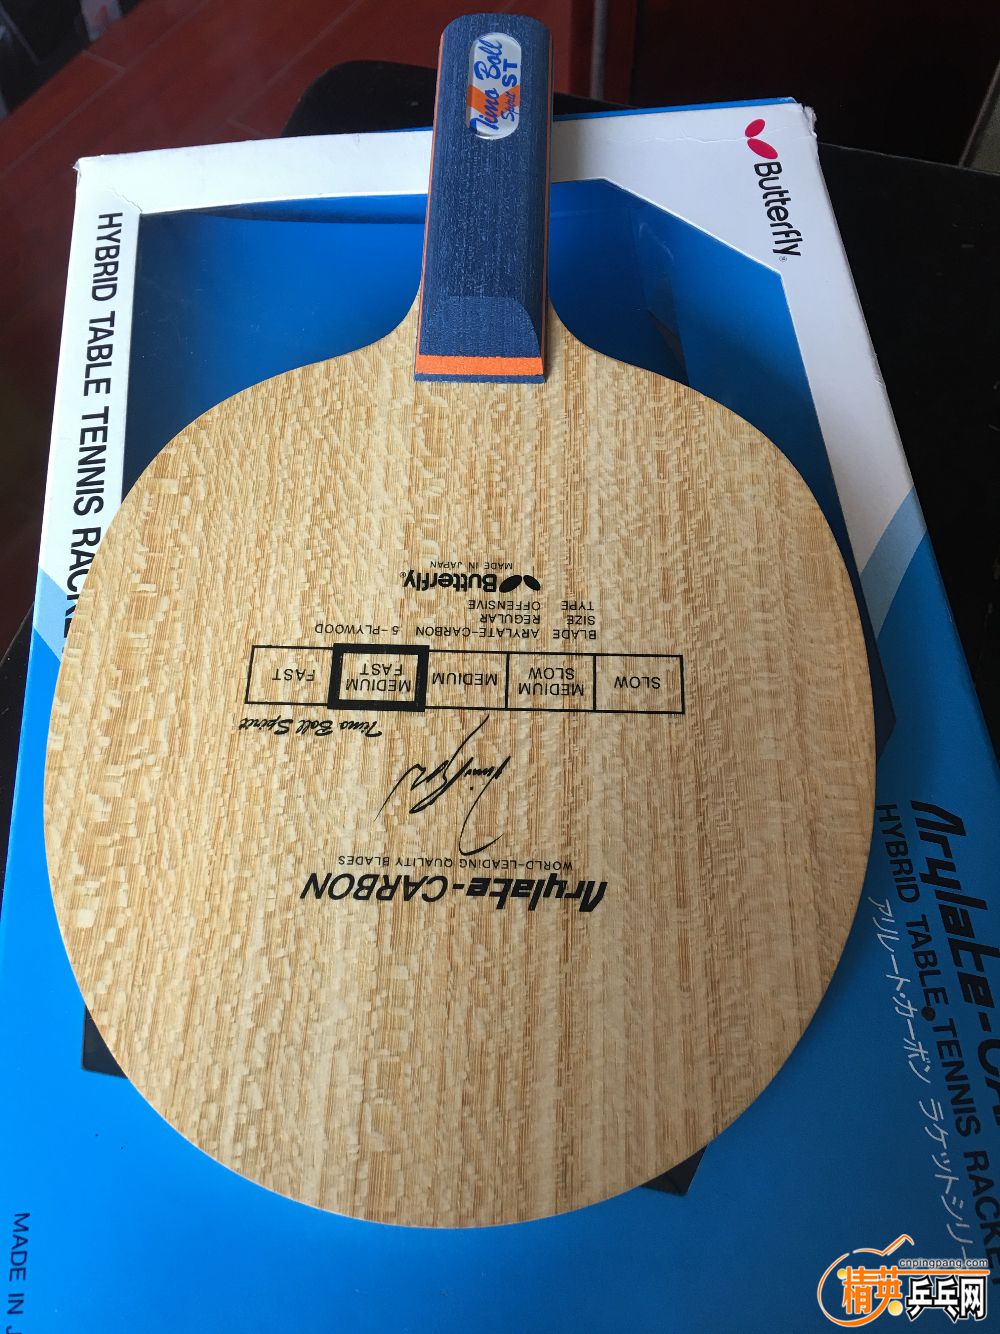 Timo Boll
Spirit ST
Butterfly®
HYBRID TABLE TENNIS RACKE
Arylate-CARBON
WORLD-LEADING QUALITY BLADES
Timo Boll Spirit
SLOW
MEDIUM SLOW
MEDIUM
MEDIUM FAST
FAST
BLADE ARYLATE-CARBON 5-PLYWOOD
SIZE REGULAR
TYPE OFFENSIVE
Butterfly®
MADE IN JAPAN
Arylate-CA
HYBRID TABLE TENNIS RACKE
アリレート・カーボン ラケットシリー
MADE IN J
cnpingpang.com
精英乒乓网